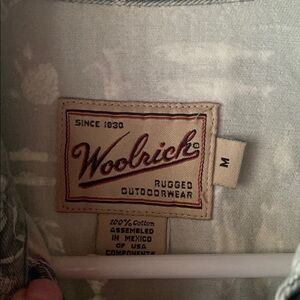 SINCE 1830
Woolrich
M
RUGGED
OUTDOORWEAR
100% Cotton
ASSEMBLED
IN MEXICO
OF USA
COMPONENTS